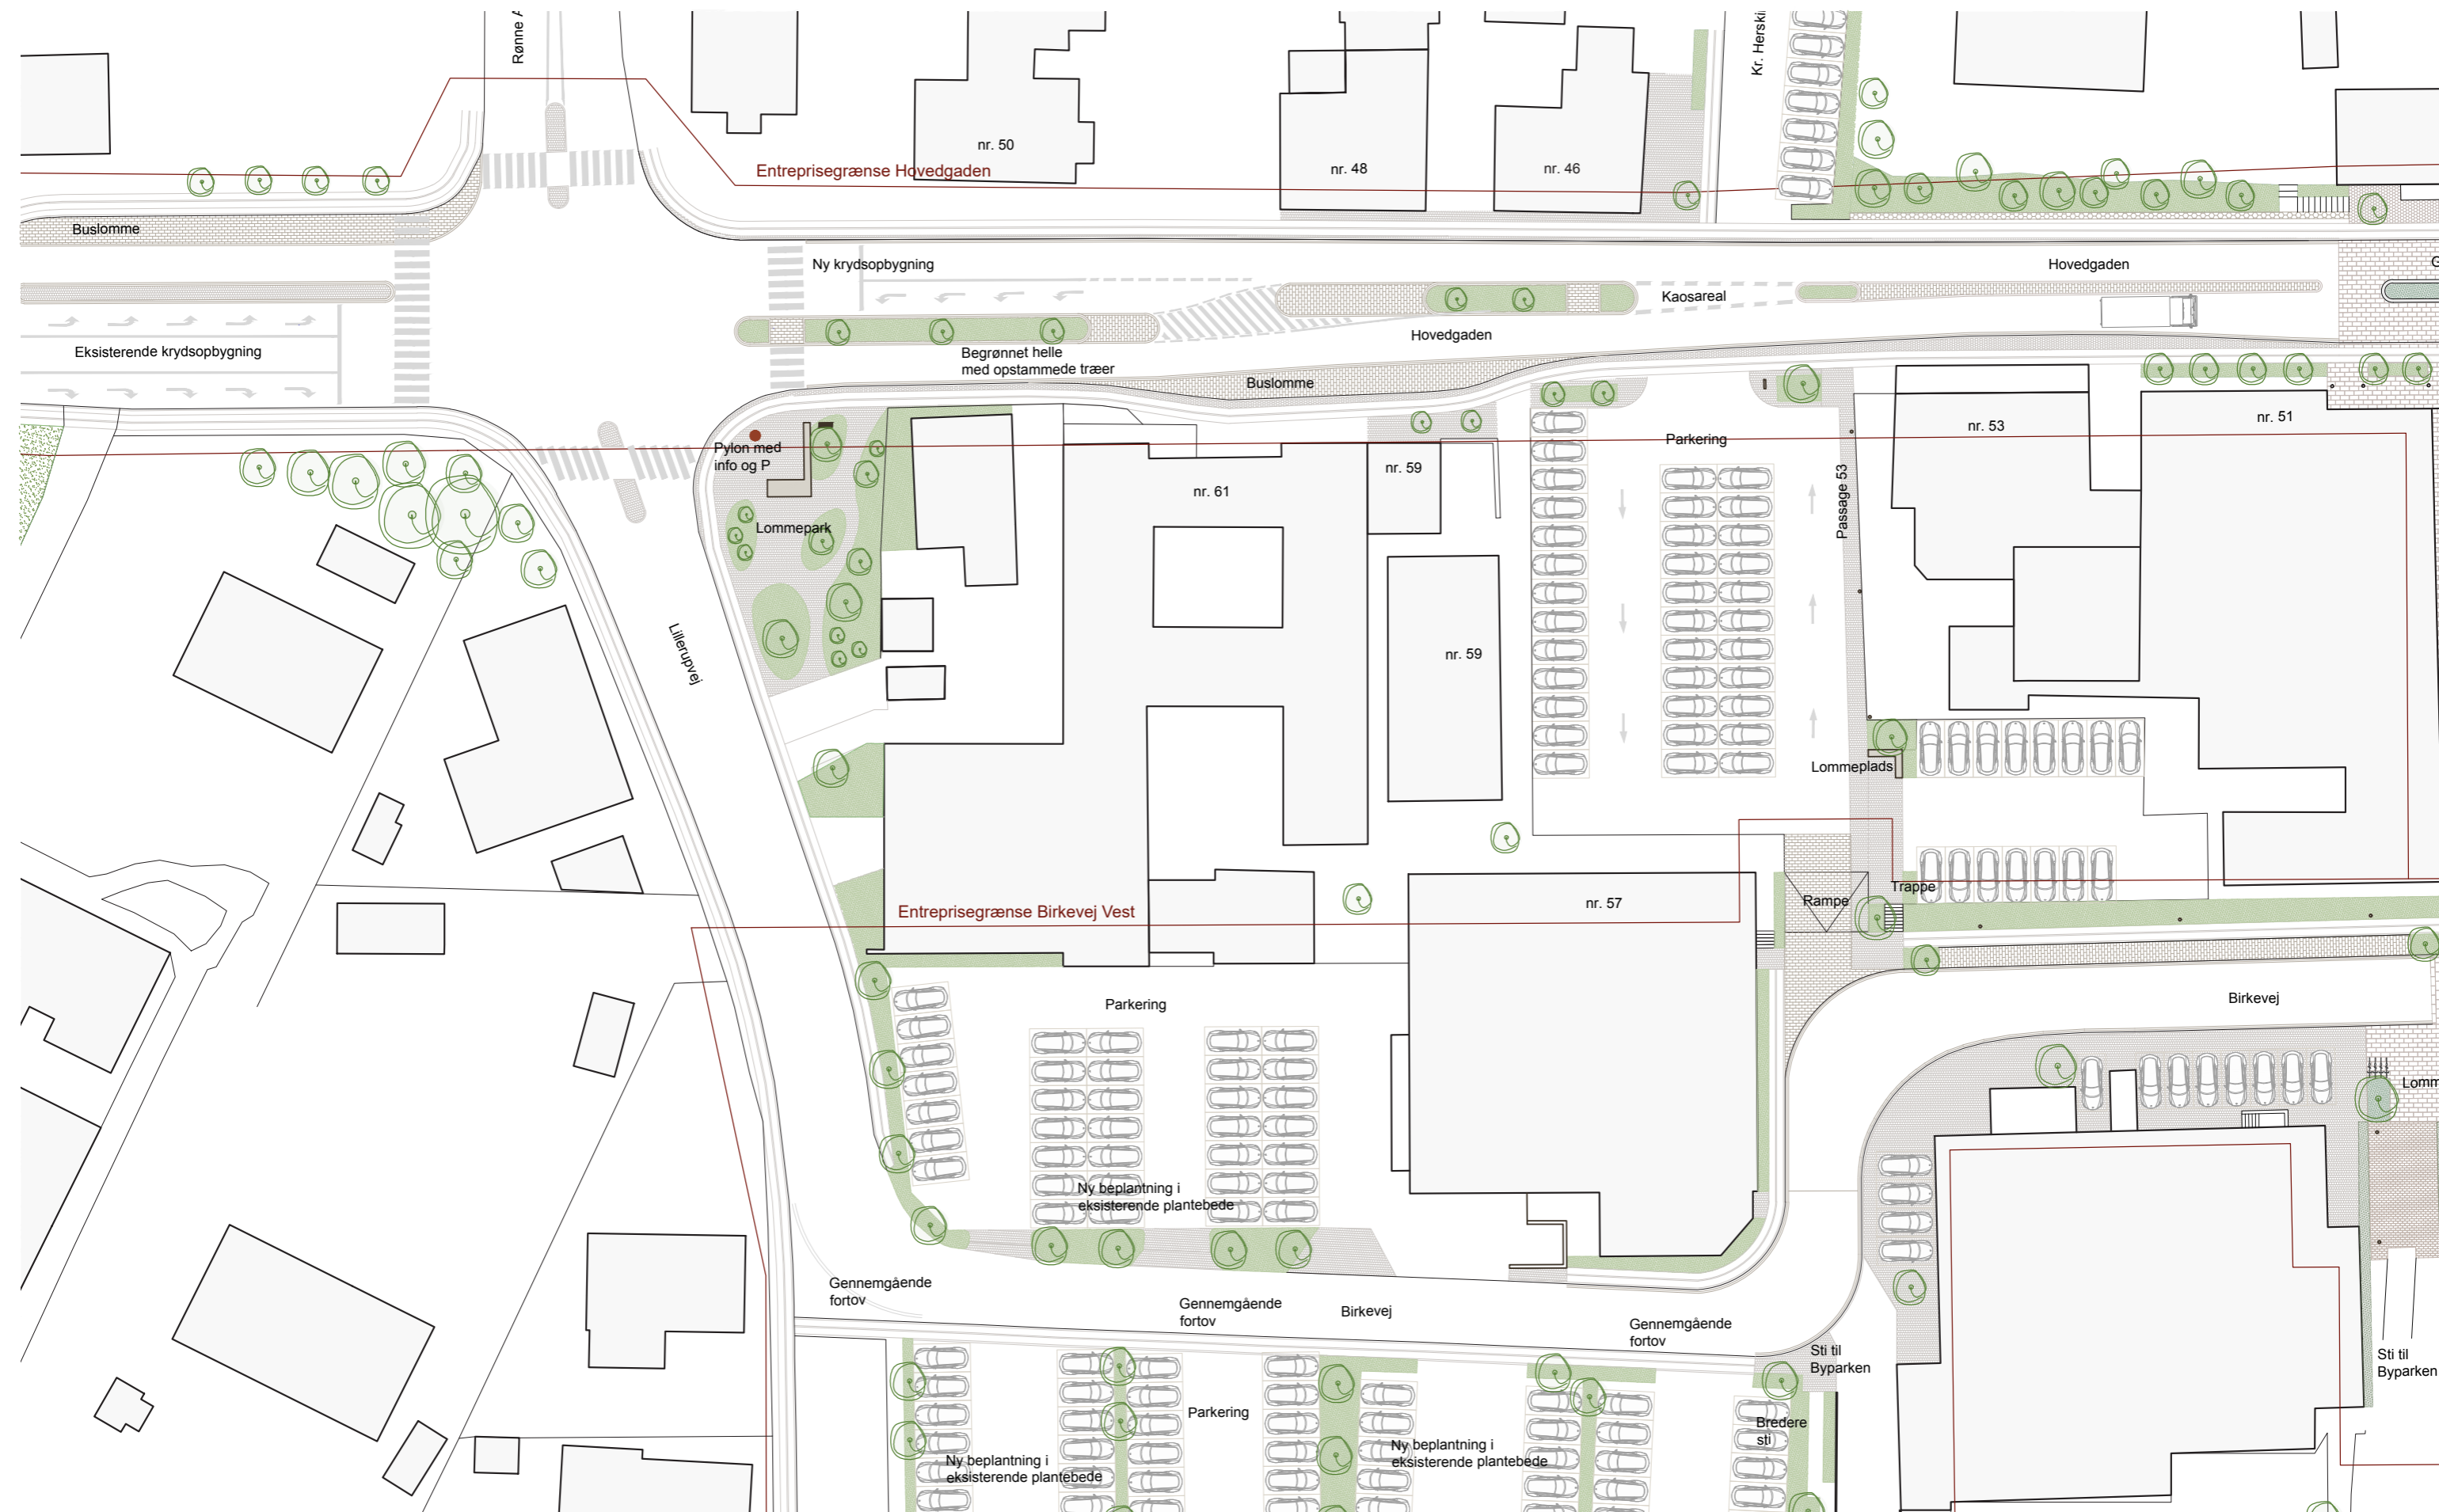 Rønne A
Kr. Herski
nr. 50
nr. 48
nr. 46
Entreprisegrænse Hovedgaden
Buslomme
Ny krydsopbygning
Hovedgaden
G
Kaosareal
Hovedgaden
Eksisterende krydsopbygning
Begrønnet helle
med opstammede træer
Buslomme
nr. 53
nr. 51
Pylon med
info og P
Parkering
nr. 59
nr. 61
Passage 53
Lommepark
Lillerupvej
nr. 59
Lommeplads
Trappe
Rampe
nr. 57
Entreprisegrænse Birkevej Vest
Parkering
Birkevej
Lomm
Ny beplantning i
eksisterende plantebede
Gennemgående
fortov
Gennemgående
fortov
Birkevej
Gennemgående
fortov
Sti til
Byparken
Sti til
Byparken
Parkering
Bredere
sti
Ny beplantning i
eksisterende plantebede
Ny beplantning i
eksisterende plantebede